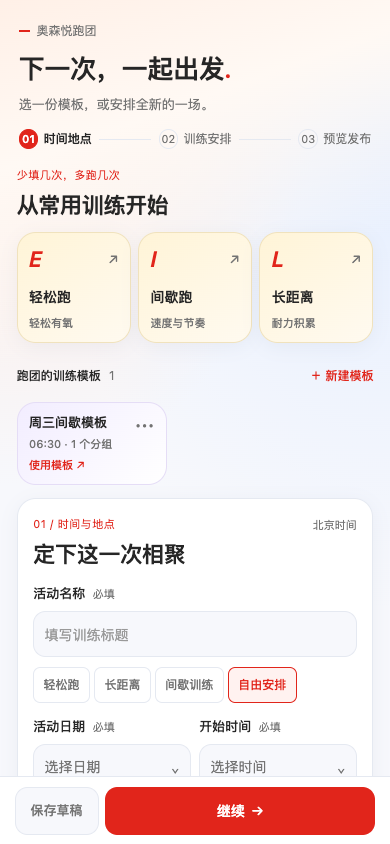 奥森悦跑团
下一次，一起出发.
选一份模板，或安排全新的一场。
01 时间地点 02 训练安排 03 预览发布
少填几次，多跑几次
从常用训练开始
E ↗ I ↗ L ↗
轻松跑 间歇跑 长距离
轻松有氧 速度与节奏 耐力积累
跑团的训练模板 1 + 新建模板
周三间歇模板 •••
06:30 · 1 个分组
使用模板 ↗
01 / 时间与地点 北京时间
定下这一次相聚
活动名称 必填
填写训练标题
轻松跑 长距离 间歇训练 自由安排
活动日期 必填 开始时间 必填
选择日期 选择时间
保存草稿 继续 →